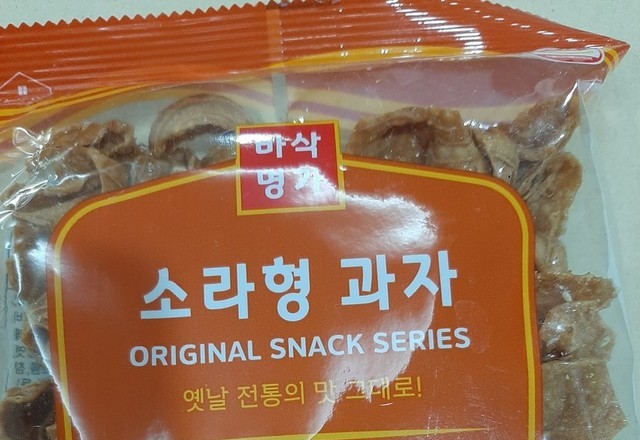 바삭
명가
소라형 과자
ORIGINAL SNACK SERIES
옛날 전통의 맛 그대로!